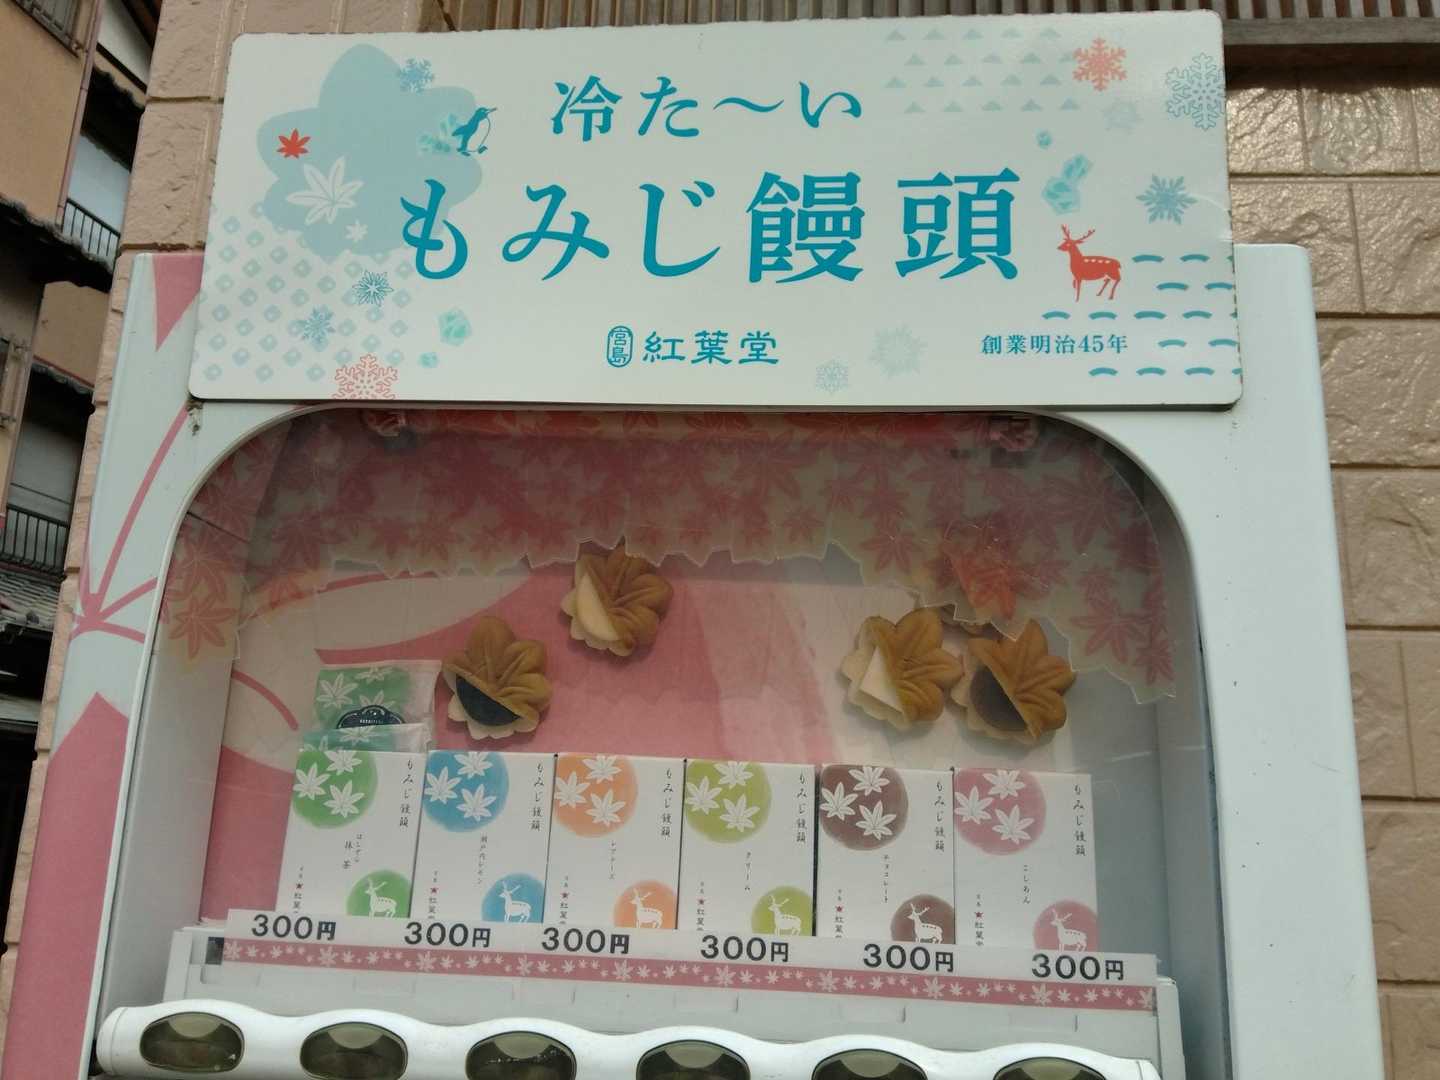 冷た〜い
もみじ饅頭
宮島 紅葉堂
創業明治45年
もみじ饅頭
抹茶
もみじ饅頭
瀬戸内レモン
もみじ饅頭
レアチーズ
もみじ饅頭
クリーム
もみじ饅頭
チョコレート
もみじ饅頭
こしあん
300円
300円
300円
300円
300円
300円